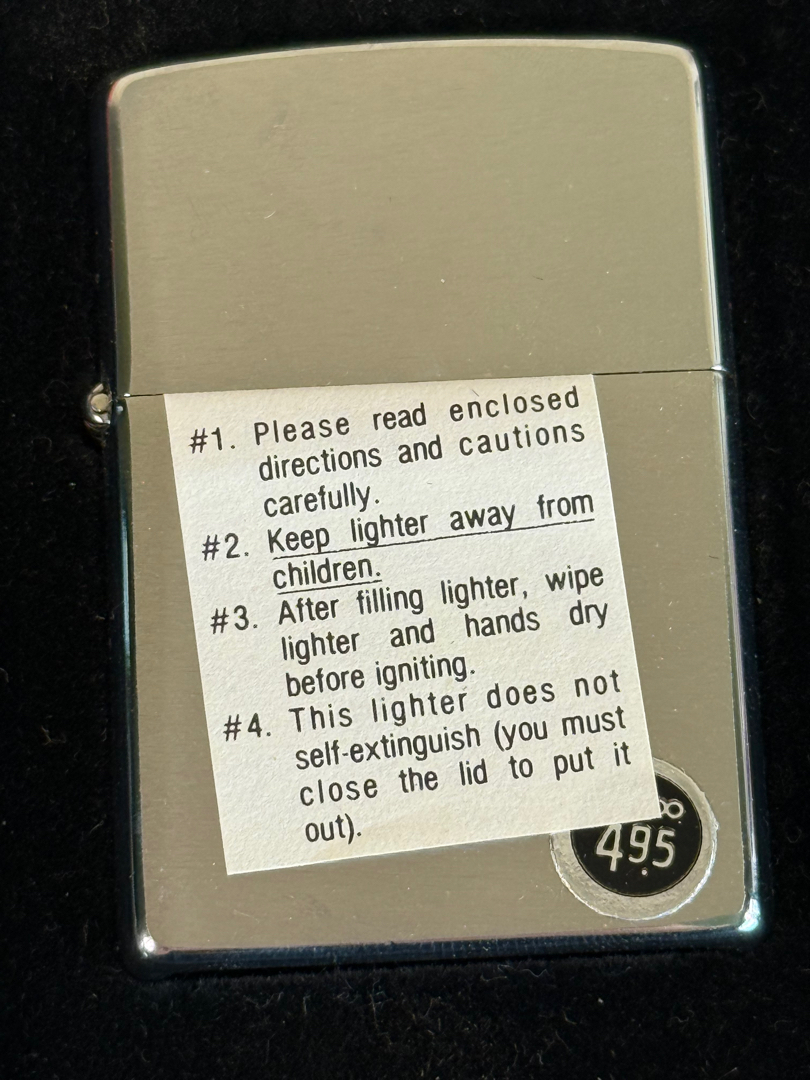 #1. Please read enclosed
directions and cautions
carefully.
#2. Keep lighter away from
children.
#3. After filling lighter, wipe
lighter and hands dry
before igniting.
#4. This lighter does not
self-extinguish (you must
close the lid to put it
out).
495